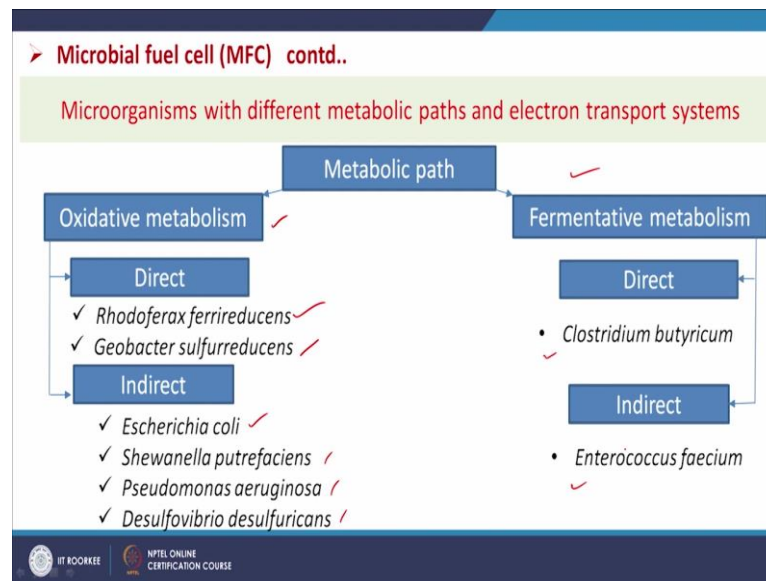 ➤ Microbial fuel cell (MFC) contd..
Microorganisms with different metabolic paths and electron transport systems
Metabolic path
Oxidative metabolism
Direct
✓ Rhodoferax ferrireducens
✓ Geobacter sulfurreducens
Indirect
✓ Escherichia coli
✓ Shewanella putrefaciens
✓ Pseudomonas aeruginosa
✓ Desulfovibrio desulfuricans
Fermentative metabolism
Direct
• Clostridium butyricum
Indirect
• Enterococcus faecium
IIT ROORKEE
NPTEL ONLINE
CERTIFICATION COURSE